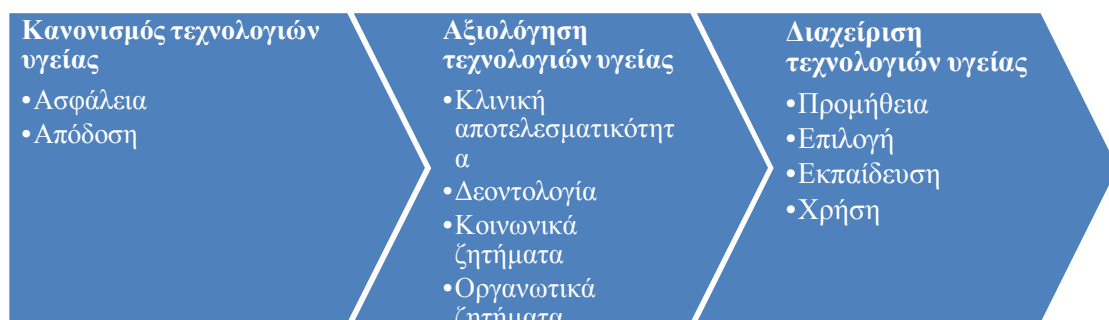 Κανονισμός τεχνολογιών
υγείας
•Ασφάλεια
•Απόδοση
Αξιολόγηση
τεχνολογιών υγείας
•Κλινική
αποτελεσματικότητ
α
•Δεοντολογία
•Κοινωνικά
ζητήματα
•Οργανωτικά
ζητήματα
Διαχείριση
τεχνολογιών υγείας
•Προμήθεια
•Επιλογή
•Εκπαίδευση
•Χρήση